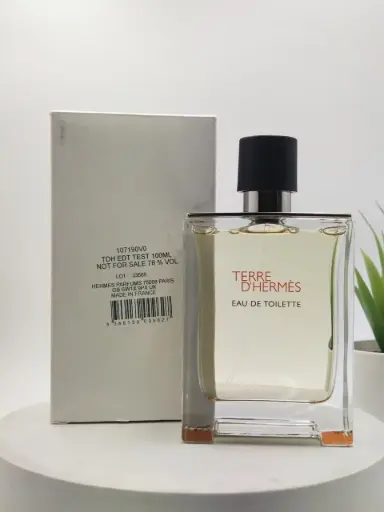 107190V0
TDH EDT TEST 100ML
NOT FOR SALE 76 % VOL
HERMES PARFUMS 75008 PARIS
MADE IN FRANCE
TERRE
D'HERMÈS
EAU DE TOILETTE